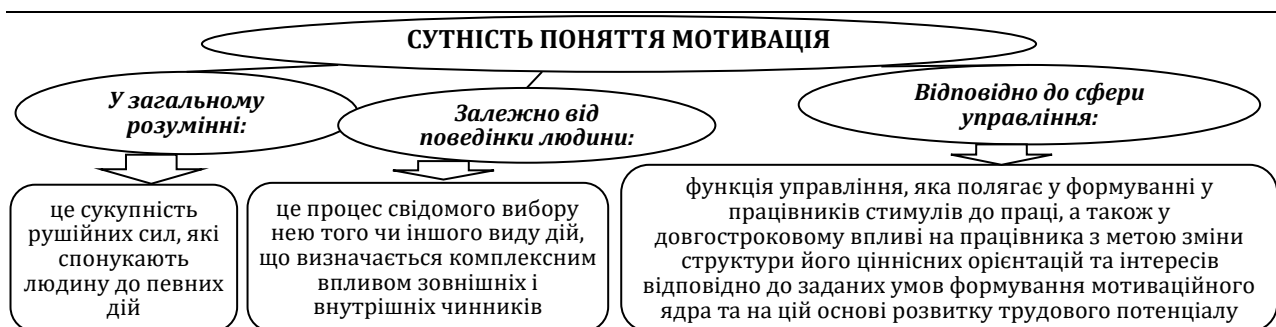 СУТНІСТЬ ПОНЯТТЯ МОТИВАЦІЯ
У загальному
розумінні:
Залежно від
поведінки людини:
Відповідно до сфери
управління:
це сукупність
рушійних сил, які
спонукають
людину до певних
дій
це процес свідомого вибору
нею того чи іншого виду дій,
що визначається комплексним
впливом зовнішніх і
внутрішніх чинників
функція управління, яка полягає у формуванні у
працівників стимулів до праці, а також у
довгостроковому впливі на працівника з метою зміни
структури його ціннісних орієнтацій та інтересів
відповідно до заданих умов формування мотиваційного
ядра та на цій основі розвитку трудового потенціалу